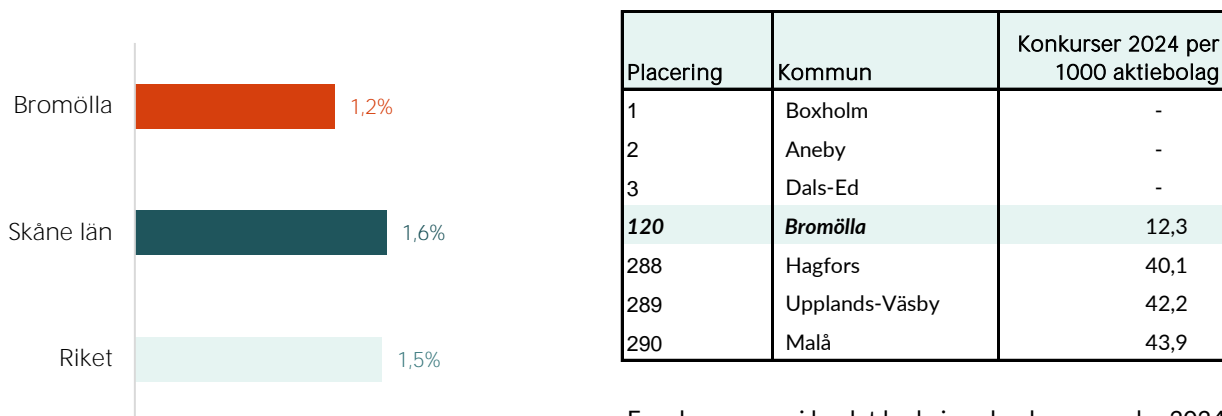 Bromölla 1,2%
Skåne län 1,6%
Riket 1,5%
Konkurser 2024 per
Placering Kommun 1000 aktiebolag
1 Boxholm -
2 Aneby -
3 Dals-Ed -
120 Bromölla 12,3
288 Hagfors 40,1
289 Upplands-Väsby 42,2
290 Malå 43,9
2024